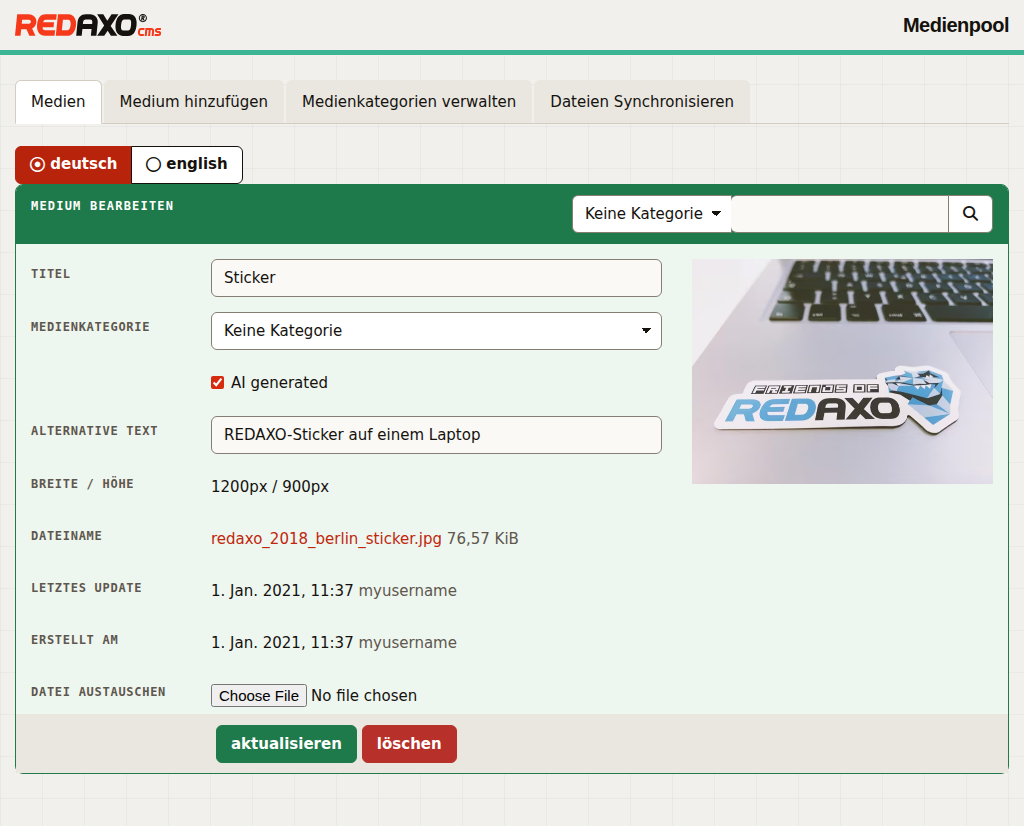 REDAXO® cms
Medienpool
Medien
Medium hinzufügen
Medienkategorien verwalten
Dateien Synchronisieren
deutsch
english
MEDIUM BEARBEITEN
Keine Kategorie
TITEL
Sticker
MEDIENKATEGORIE
Keine Kategorie
AI generated
ALTERNATIVE TEXT
REDAXO-Sticker auf einem Laptop
BREITE / HÖHE
1200px / 900px
DATEINAME
redaxo_2018_berlin_sticker.jpg 76,57 KiB
LETZTES UPDATE
1. Jan. 2021, 11:37 myusername
ERSTELLT AM
1. Jan. 2021, 11:37 myusername
DATEI AUSTAUSCHEN
Choose File No file chosen
aktualisieren
löschen
FRIENDS OF
REDAXO